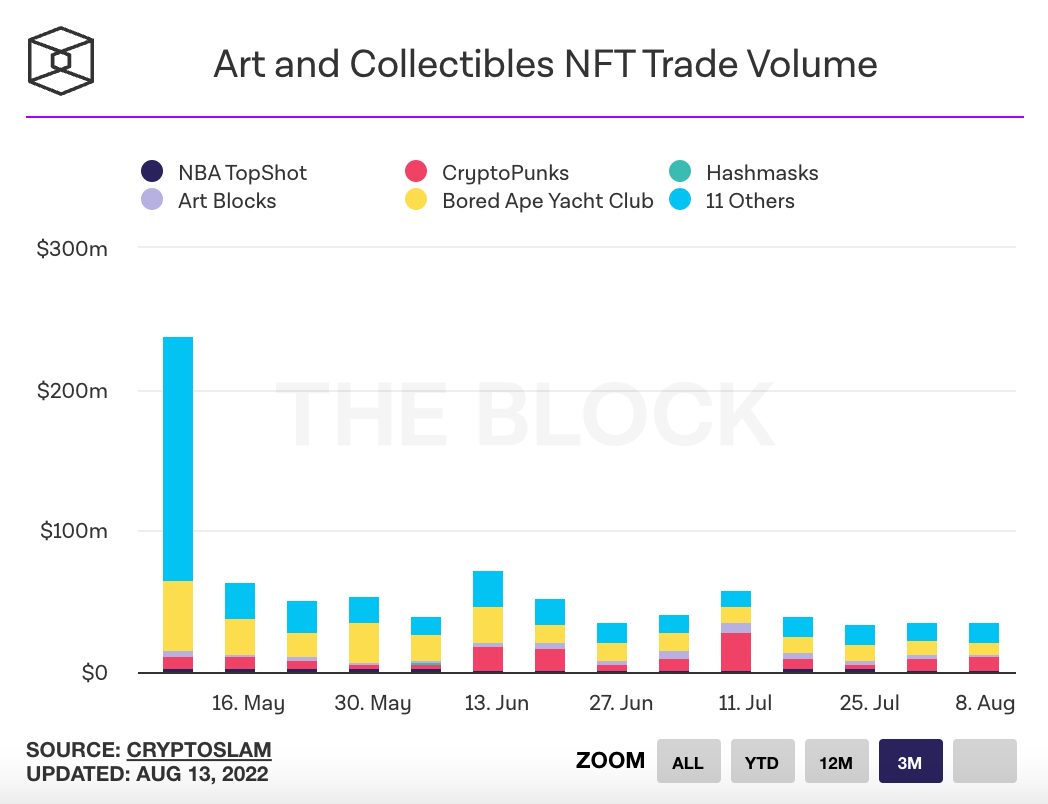 Art and Collectibles NFT Trade Volume
NBA TopShot
CryptoPunks
Hashmasks
Art Blocks
Bored Ape Yacht Club
11 Others
$300m
$200m
THE BLOCK
$100m
$0
16. May
30. May
13. Jun
27. Jun
11. Jul
25. Jul
8. Aug
SOURCE: CRYPTOSLAM
UPDATED: AUG 13, 2022
ZOOM
ALL
YTD
12M
3M